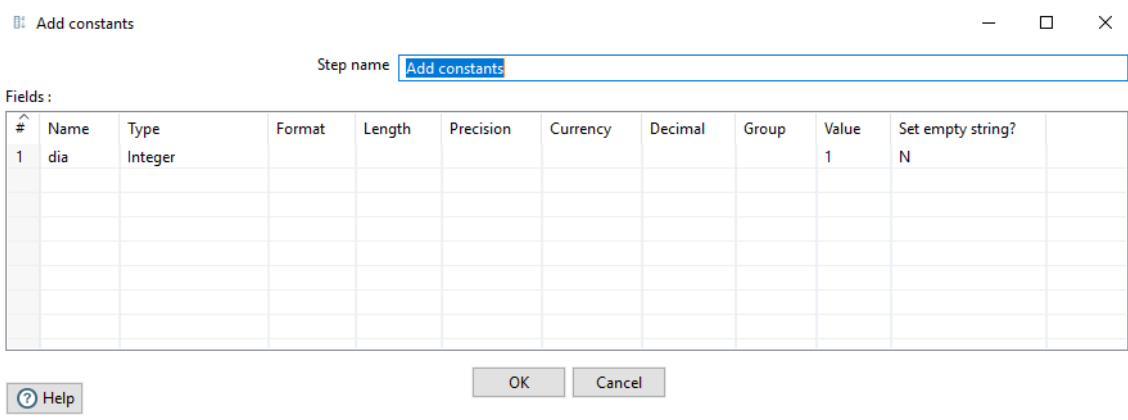 Add constants
Step name Add constants
Fields :
# Name Type Format Length Precision Currency Decimal Group Value Set empty string?
1 dia Integer 1 N
OK Cancel
Help